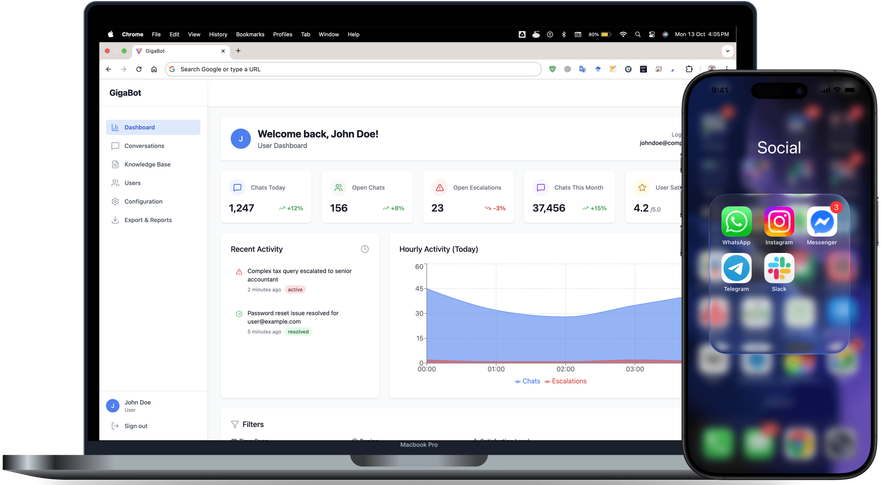 Chrome File Edit View History Bookmarks Profiles Tab Window Help 80% Mon 13 Oct 4:05 PM
GigaBot
Search Google or type a URL
GigaBot
Dashboard
Conversations
Knowledge Base
Users
Configuration
Export & Reports
J
John Doe
User
Sign out
J
Welcome back, John Doe!
User Dashboard
Log
johndoe@comp
Chats Today
1,247
+12%
Open Chats
156
+8%
Open Escalations
23
-3%
Chats This Month
37,456
+15%
User Sat
4.2 /5.0
Recent Activity
Complex tax query escalated to senior
accountant
2 minutes ago active
Password reset issue resolved for
user@example.com
5 minutes ago resolved
Hourly Activity (Today)
60
45
30
15
0
00:00 01:00 02:00 03:00
Chats Escalations
Filters
Macbook Pro
9:41
Social
3
WhatsApp Instagram Messenger
Telegram Slack